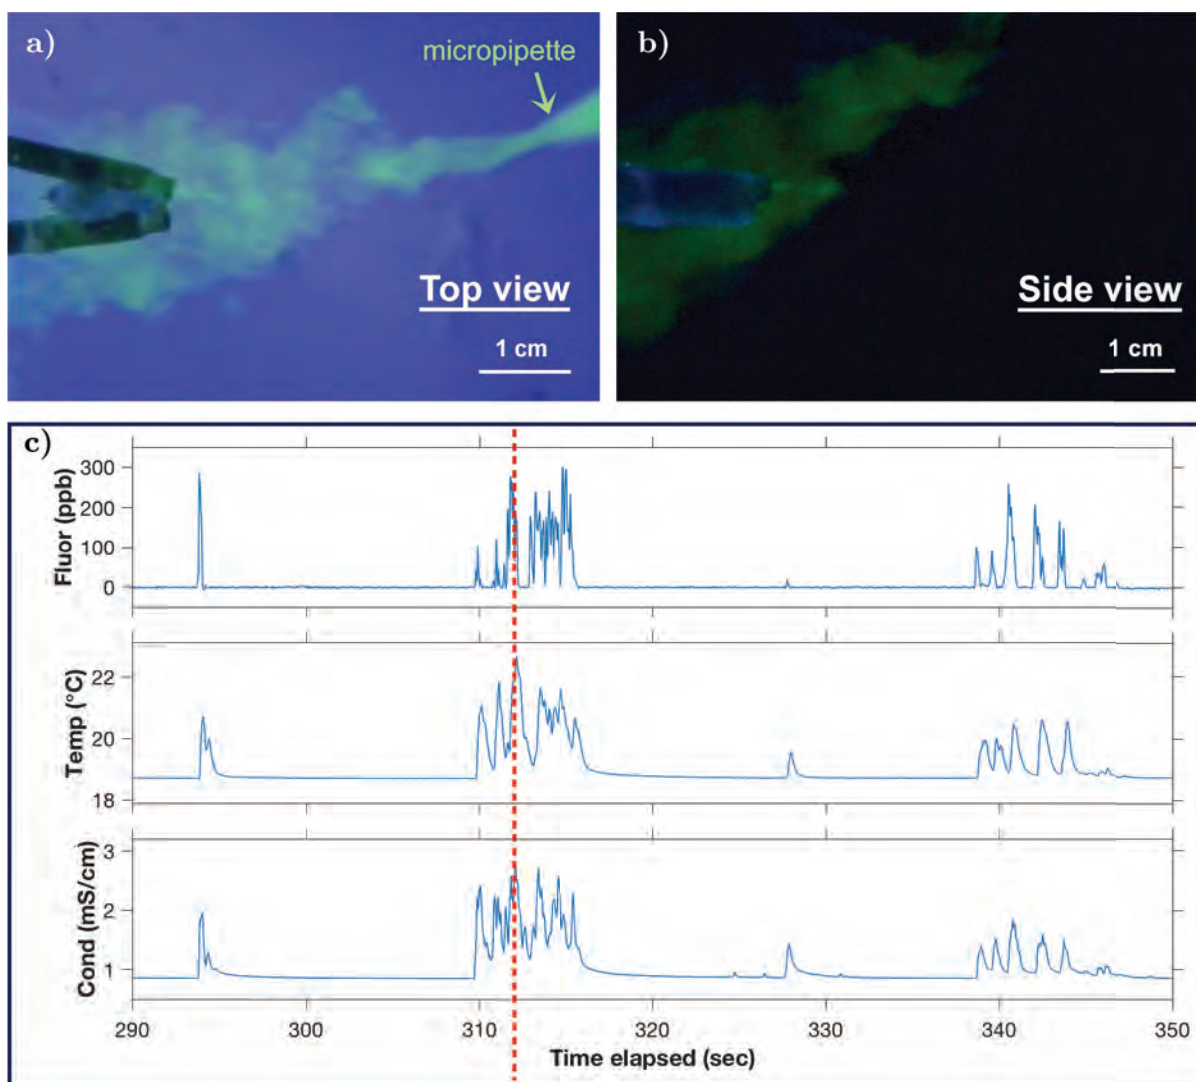 a)
micropipette
Top view
1 cm
b)
Side view
1 cm
c)
Fluor (ppb)
300
200
100
0
Temp (°C)
22
20
18
Cond (mS/cm)
3
2
1
290 300 310 320 330 340 350
Time elapsed (sec)